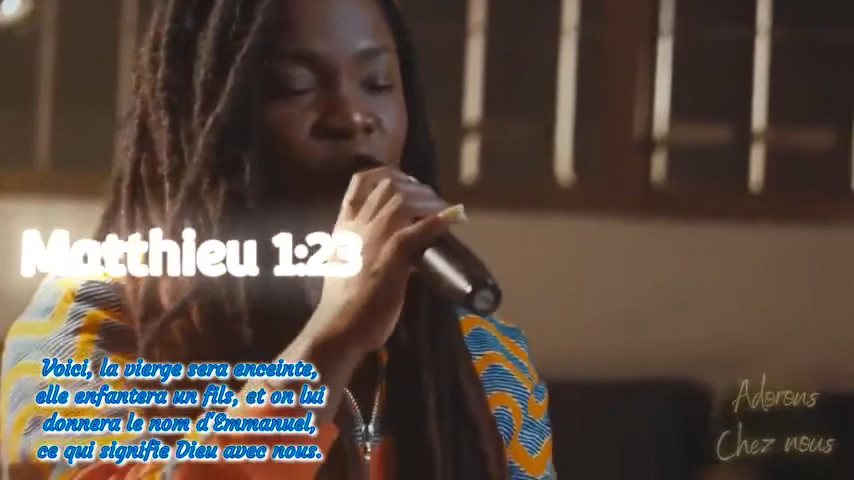 Matthieu 1:23
Voici, la vierge sera enceinte,
elle enfantera un fils, et on lui
donnera le nom d'Emmanuel,
ce qui signifie Dieu avec nous.
Adorons
Chez nous